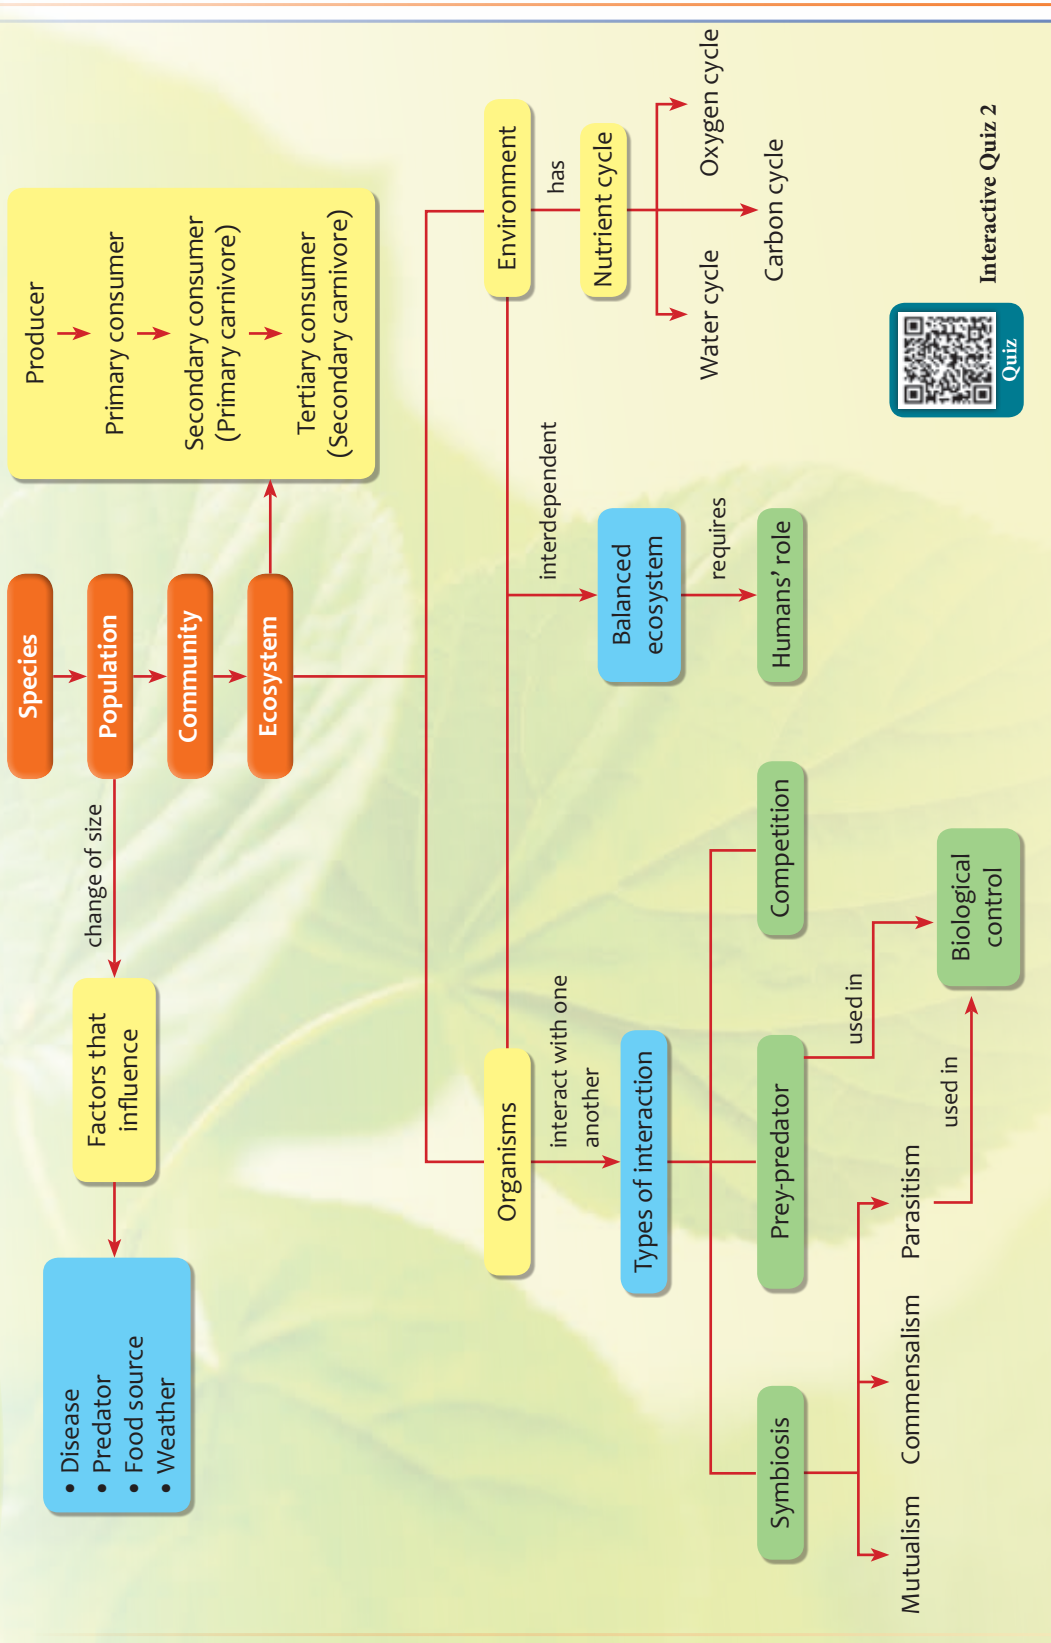 Species
Population
Community
Ecosystem
change of size
Factors that
influence
• Disease
• Predator
• Food source
• Weather
Producer
Primary consumer
Secondary consumer
(Primary carnivore)
Tertiary consumer
(Secondary carnivore)
Organisms
interact with one
another
Types of interaction
Symbiosis
Mutualism
Commensalism
Parasitism
Prey-predator
Competition
used in
used in
Biological
control
interdependent
Balanced
ecosystem
requires
Humans’ role
Environment
has
Nutrient cycle
Water cycle
Carbon cycle
Oxygen cycle
Quiz
Interactive Quiz 2